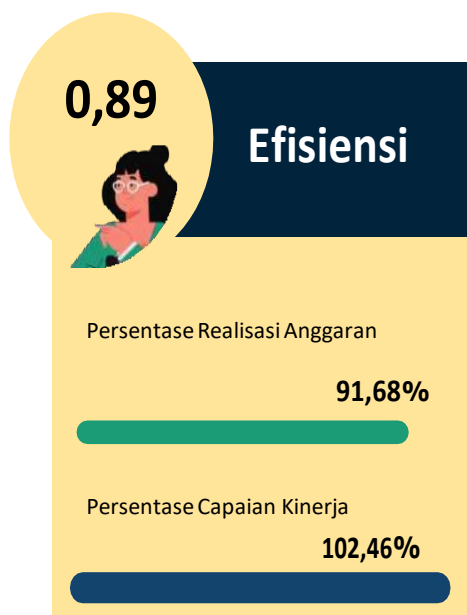 0,89
Efisiensi
Persentase Realisasi Anggaran
91,68%
Persentase Capaian Kinerja
102,46%